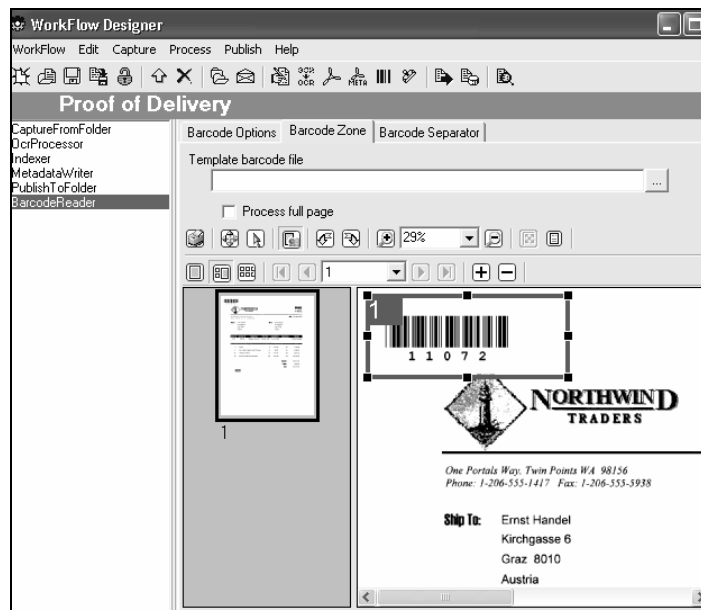 WorkFlow Designer
WorkFlow Edit Capture Process Publish Help
OCR
OCR
META
Proof of Delivery
CaptureFromFolder
OcrProcessor
Indexer
MetadataWriter
PublishToFolder
BarcodeReader
Barcode Options Barcode Zone Barcode Separator
Template barcode file
...
Process full page
29%
1
1
1
11072
NORTHWIND
TRADERS
One Portals Way, Twin Points WA 98156
Phone: 1-206-555-1417 Fax: 1-206-555-5938
Ship To: Ernst Handel
Kirchgasse 6
Graz 8010
Austria